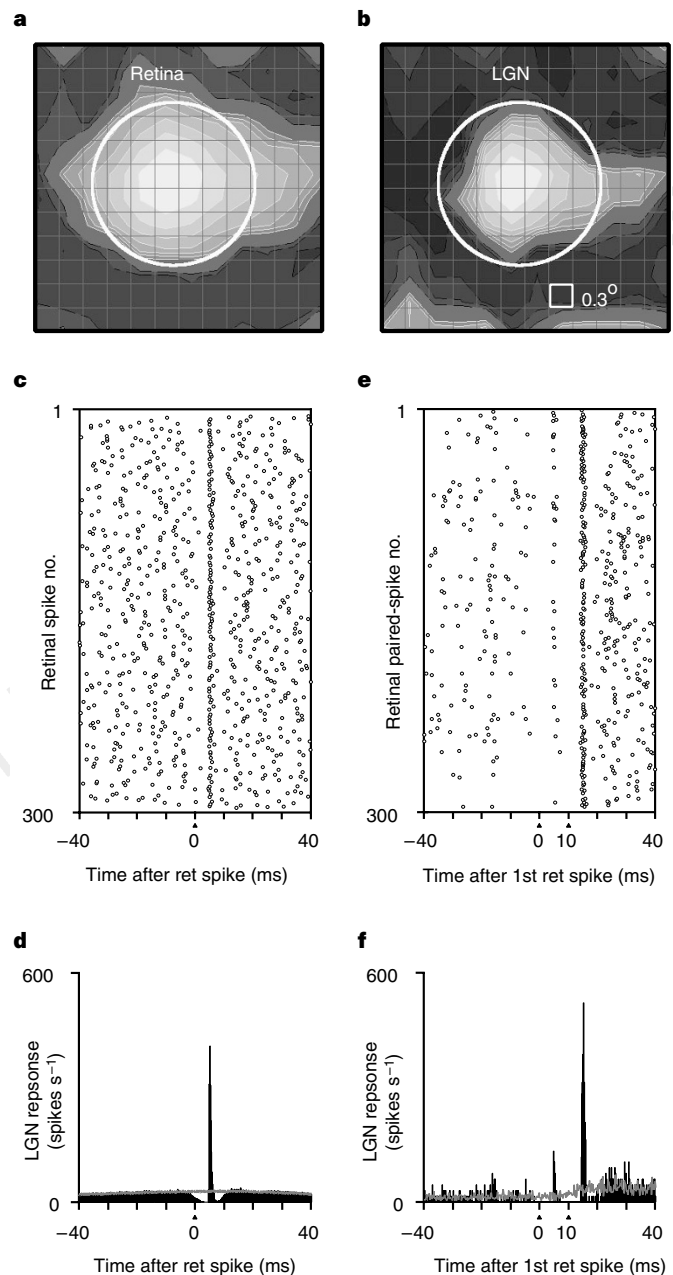 a
Retina
b
LGN
0.3o
c
1
Retinal spike no.
300
−40
0
40
Time after ret spike (ms)
e
1
Retinal paired-spike no.
300
−40
0
10
40
Time after 1st ret spike (ms)
d
600
LGN repsonse
(spikes s−1)
0
−40
0
40
Time after ret spike (ms)
f
600
LGN repsonse
(spikes s−1)
0
−40
0
10
40
Time after 1st ret spike (ms)